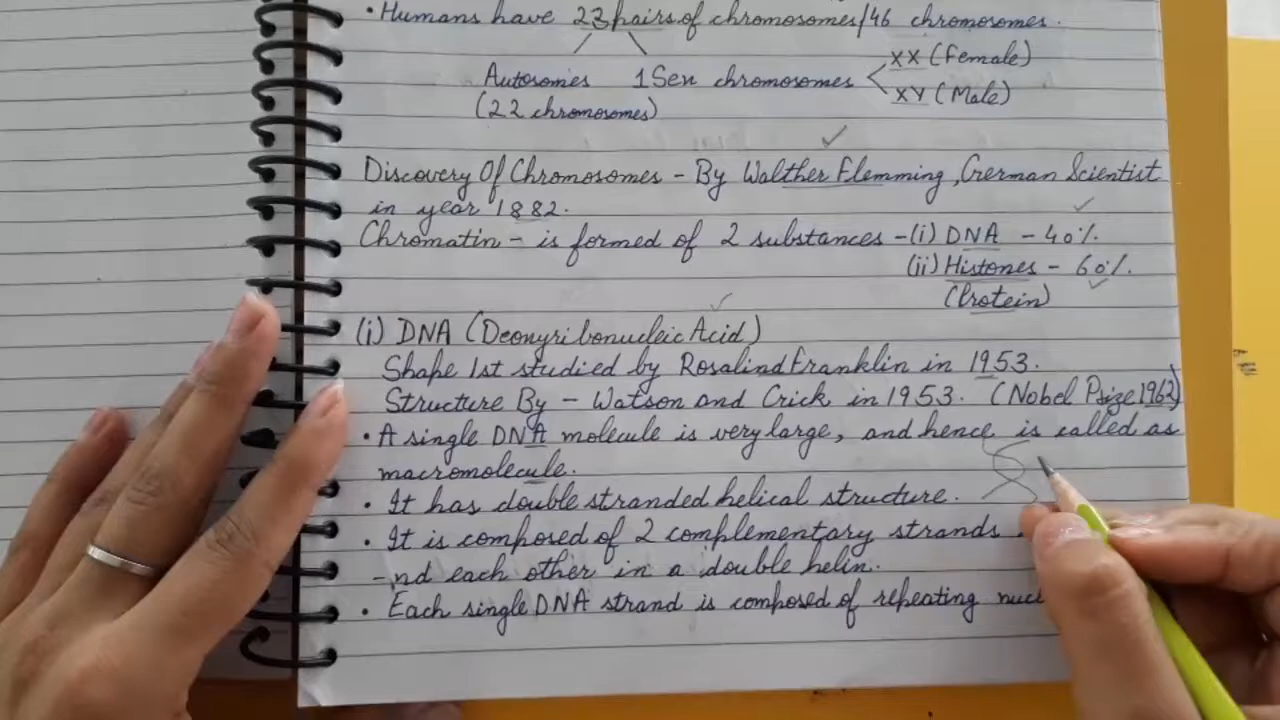 • Humans have 23 pairs of chromosomes/46 chromosomes.
XX (Female)
Autosomes 1 Sex chromosomes
XY (Male)
(22 chromosomes)
Discovery Of Chromosomes - By Walther Flemming, German Scientist
in year 1882.
Chromatin - is formed of 2 substances - (i) DNA - 40%.
(ii) Histones - 60%.
(Protein)
(i) DNA (Deoxyribonucleic Acid)
Shape 1st studied by Rosalind Franklin in 1953.
Structure By - Watson and Crick in 1953. (Nobel Prize 1962)
• A single DNA molecule is very large, and hence is called as
macromolecule.
• It has double stranded helical structure.
• It is composed of 2 complementary strands
-nd each other in a double helix.
• Each single DNA strand is composed of repeating